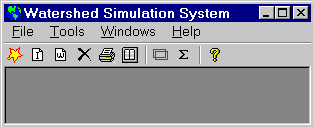 Watershed Simulation System
File Tools Windows Help
I W Σ ?